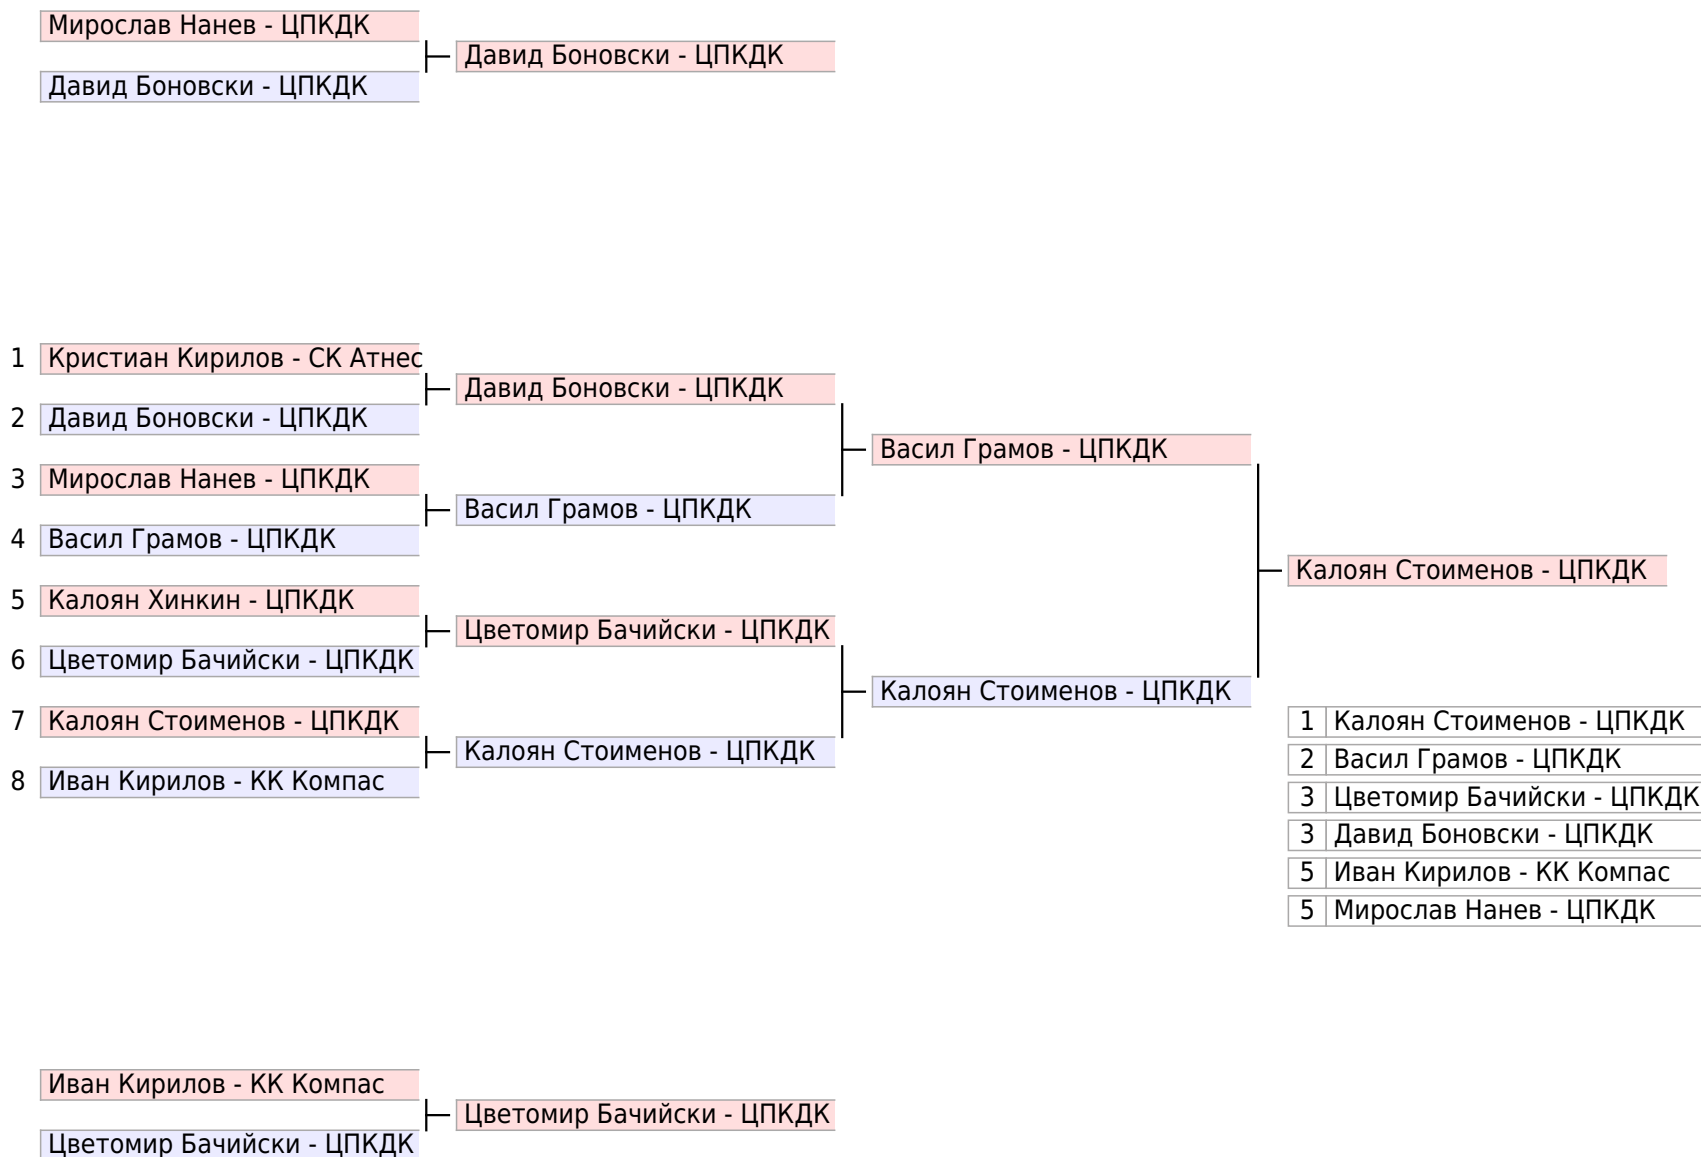 Мирослав Нанев - ЦПКДК
Давид Боновски - ЦПКДК
Давид Боновски - ЦПКДК
1 Кристиан Кирилов - СК Атнес
Давид Боновски - ЦПКДК
2 Давид Боновски - ЦПКДК
Васил Грамов - ЦПКДК
3 Мирослав Нанев - ЦПКДК
Васил Грамов - ЦПКДК
4 Васил Грамов - ЦПКДК
Калоян Стоименов - ЦПКДК
5 Калоян Хинкин - ЦПКДК
Цветомир Бачийски - ЦПКДК
6 Цветомир Бачийски - ЦПКДК
Калоян Стоименов - ЦПКДК
7 Калоян Стоименов - ЦПКДК
Калоян Стоименов - ЦПКДК
8 Иван Кирилов - КК Компас
1 Калоян Стоименов - ЦПКДК
2 Васил Грамов - ЦПКДК
3 Цветомир Бачийски - ЦПКДК
3 Давид Боновски - ЦПКДК
5 Иван Кирилов - КК Компас
5 Мирослав Нанев - ЦПКДК
Иван Кирилов - КК Компас
Цветомир Бачийски - ЦПКДК
Цветомир Бачийски - ЦПКДК